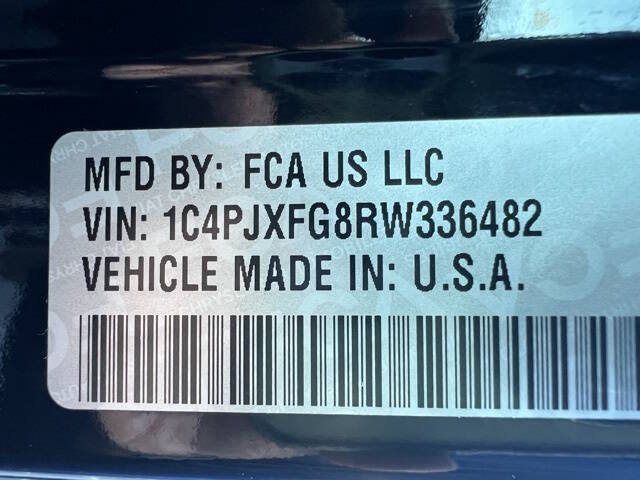 MFD BY: FCA US LLC
VIN: 1C4PJXFG8RW336482
VEHICLE MADE IN: U.S.A.